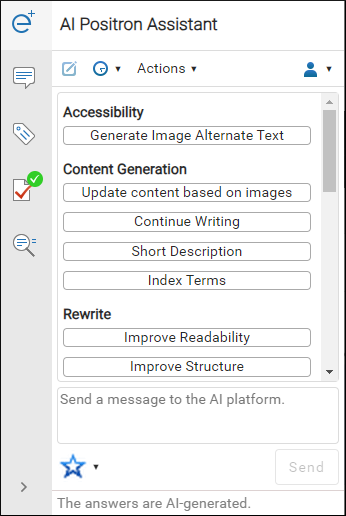 AI Positron Assistant
Actions
Accessibility
Generate Image Alternate Text
Content Generation
Update content based on images
Continue Writing
Short Description
Index Terms
Rewrite
Improve Readability
Improve Structure
Send a message to the AI platform.
Send
The answers are AI-generated.